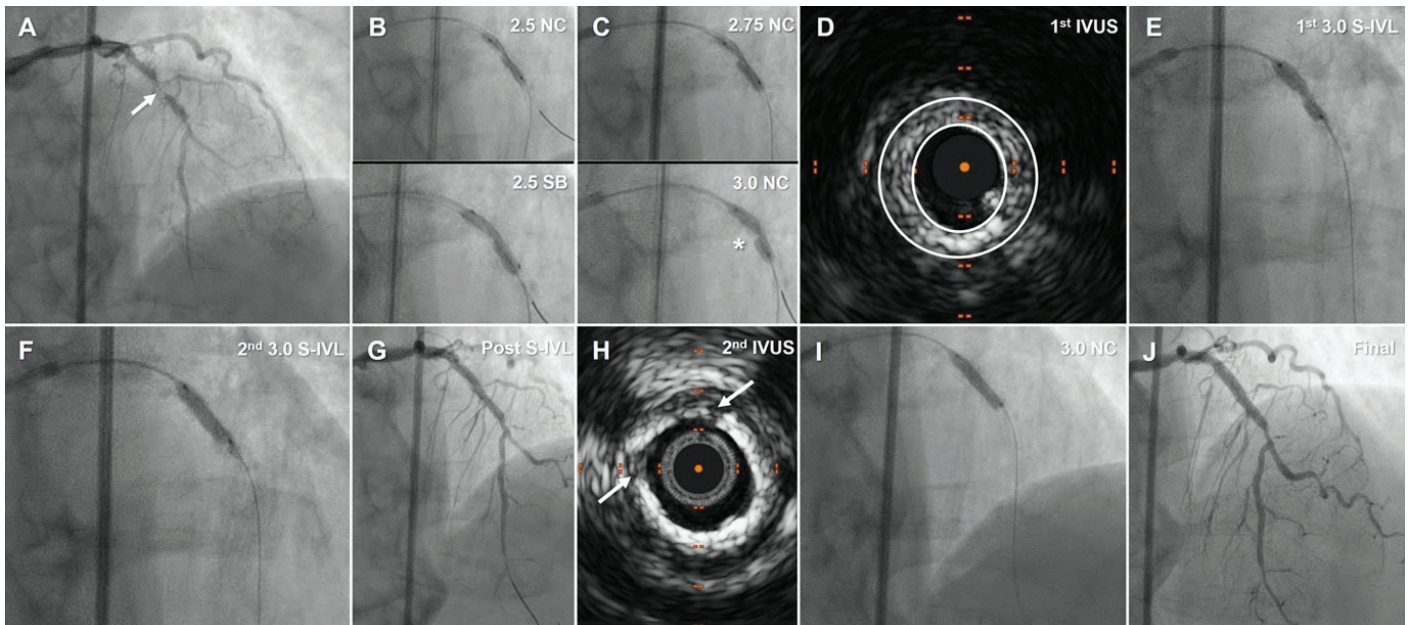 A
B
2.5 NC
2.5 SB
C
2.75 NC
3.0 NC
*
D
1st IVUS
E
1st 3.0 S-IVL
F
2nd 3.0 S-IVL
G
Post S-IVL
H
2nd IVUS
I
3.0 NC
J
Final